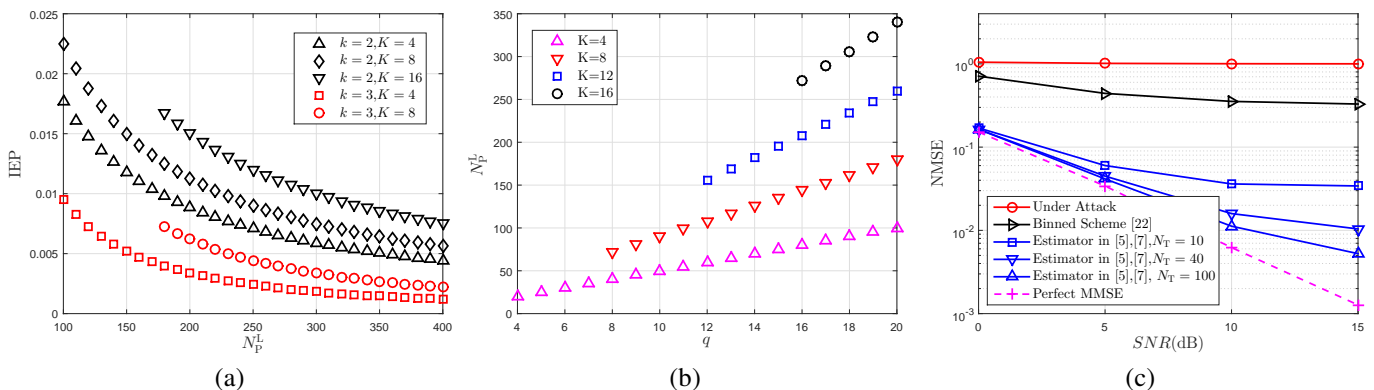 0.025
0.02
0.015
0.01
0.005
0
IEP
k = 2, K = 4
k = 2, K = 8
k = 2, K = 16
k = 3, K = 4
k = 3, K = 8
100 150 200 250 300 350 400
N_P^L
(a)
350
300
250
200
150
100
50
0
N_P^L
K=4
K=8
K=12
K=16
4 6 8 10 12 14 16 18 20
q
(b)
10^0
10^-1
10^-2
10^-3
NMSE
Under Attack
Binned Scheme [22]
Estimator in [5],[7], N_T = 10
Estimator in [5],[7], N_T = 40
Estimator in [5],[7], N_T = 100
Perfect MMSE
0 5 10 15
SNR(dB)
(c)